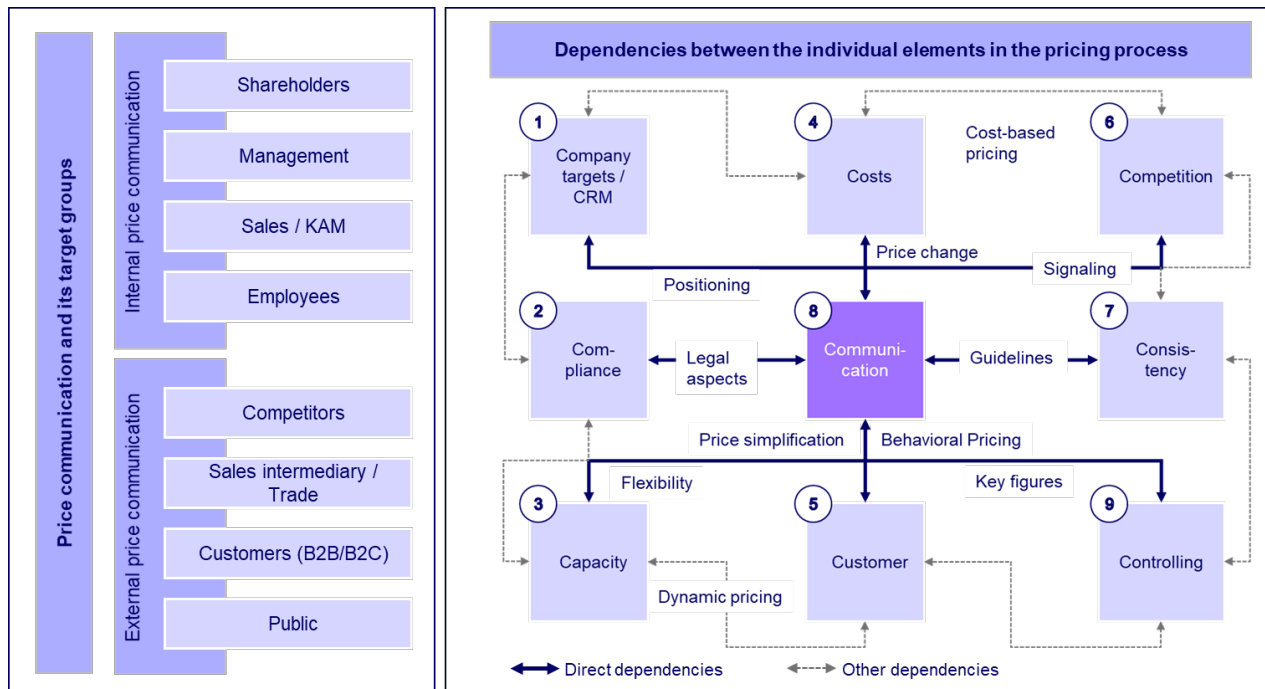 Price communication and its target groups
Internal price communication
Shareholders
Management
Sales / KAM
Employees
External price communication
Competitors
Sales intermediary /
Trade
Customers (B2B/B2C)
Public
Dependencies between the individual elements in the pricing process
1
Company
targets /
CRM
4
Costs
Cost-based
pricing
6
Competition
Price change
Positioning
Signaling
2
Com-
pliance
Legal
aspects
8
Communi-
cation
Guidelines
7
Consis-
tency
Price simplification
Behavioral Pricing
Flexibility
Key figures
3
Capacity
5
Customer
9
Controlling
Dynamic pricing
Direct dependencies
Other dependencies